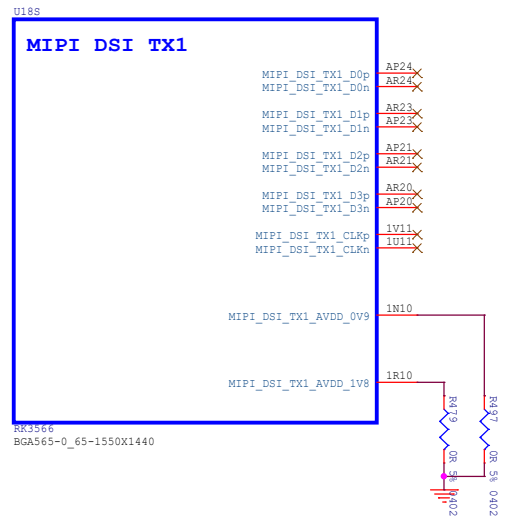 U18S
MIPI DSI TX1
MIPI_DSI_TX1_D0p AP24
MIPI_DSI_TX1_D0n AR24
MIPI_DSI_TX1_D1p AR23
MIPI_DSI_TX1_D1n AP23
MIPI_DSI_TX1_D2p AP21
MIPI_DSI_TX1_D2n AR21
MIPI_DSI_TX1_D3p AR20
MIPI_DSI_TX1_D3n AP20
MIPI_DSI_TX1_CLKp 1V11
MIPI_DSI_TX1_CLKn 1U11
MIPI_DSI_TX1_AVDD_0V9 1N10
MIPI_DSI_TX1_AVDD_1V8 1R10
R479 0R 5% 0402
R497 0R 5% 0402
RK3566
BGA565-0_65-1550X1440